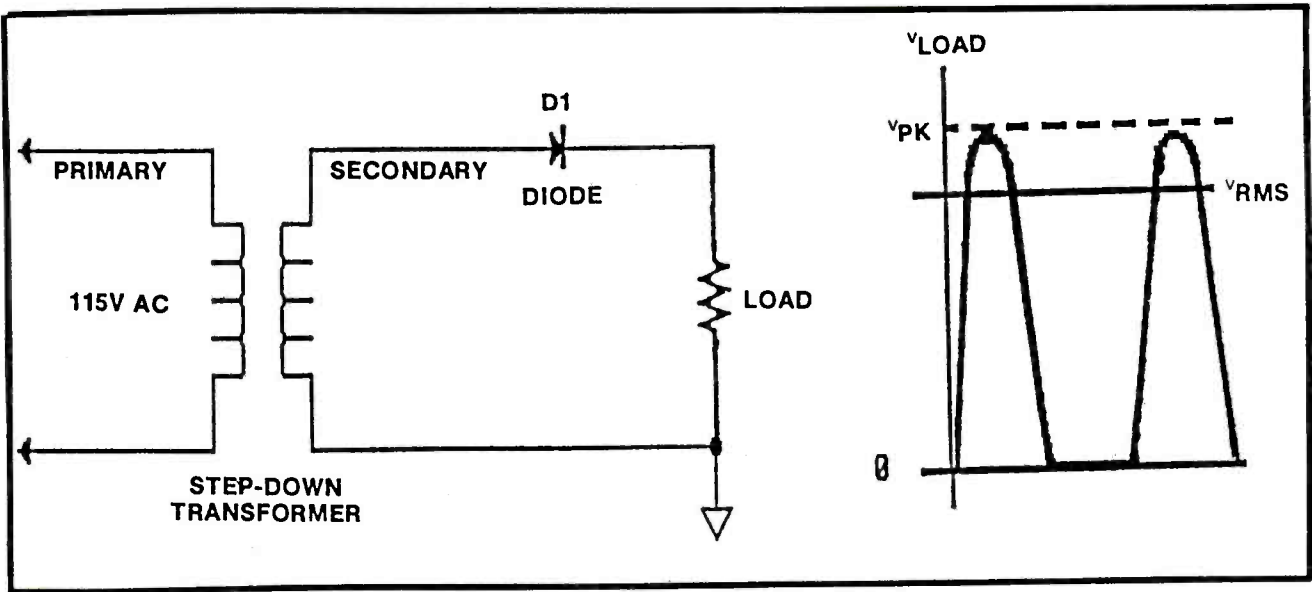 D1
PRIMARY
SECONDARY
DIODE
115V AC
LOAD
STEP-DOWN
TRANSFORMER
VLOAD
VPK
VRMS
0